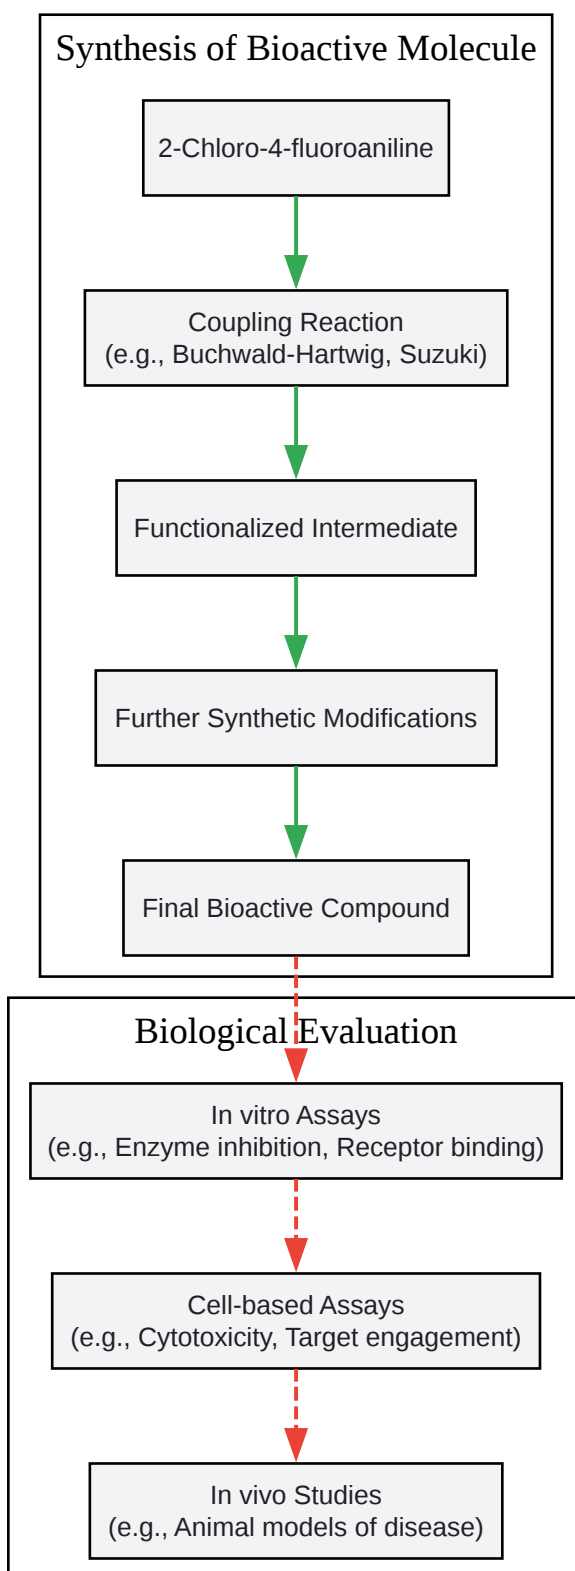 Synthesis of Bioactive Molecule
2-Chloro-4-fluoroaniline
Coupling Reaction
(e.g., Buchwald-Hartwig, Suzuki)
Functionalized Intermediate
Further Synthetic Modifications
Final Bioactive Compound
Biological Evaluation
In vitro Assays
(e.g., Enzyme inhibition, Receptor binding)
Cell-based Assays
(e.g., Cytotoxicity, Target engagement)
In vivo Studies
(e.g., Animal models of disease)